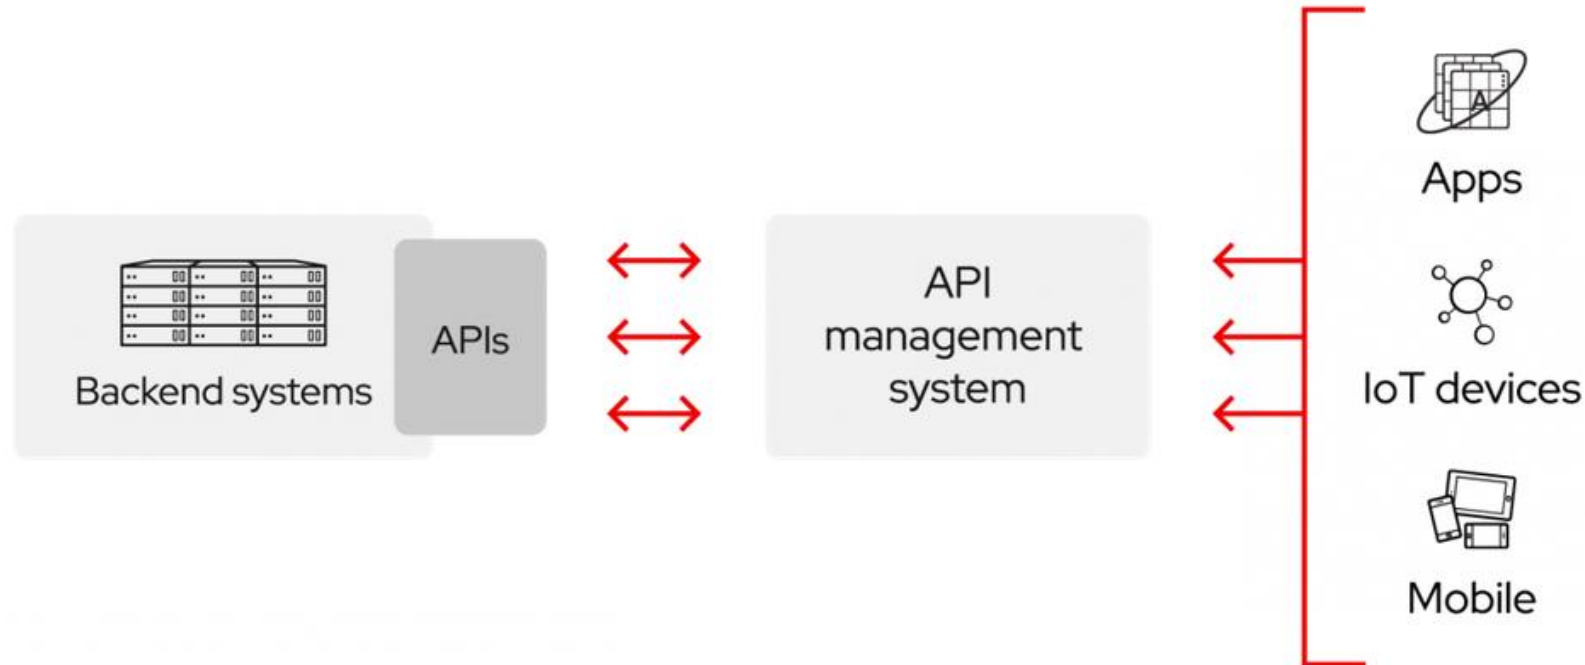 A
Apps
Backend systems
APIs
API
management
system
IoT devices
Mobile